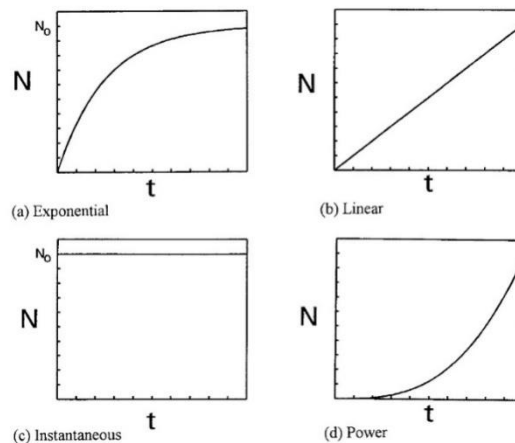 N₀
N
t
(a) Exponential
N
t
(b) Linear
N₀
N
t
(c) Instantaneous
N
t
(d) Power